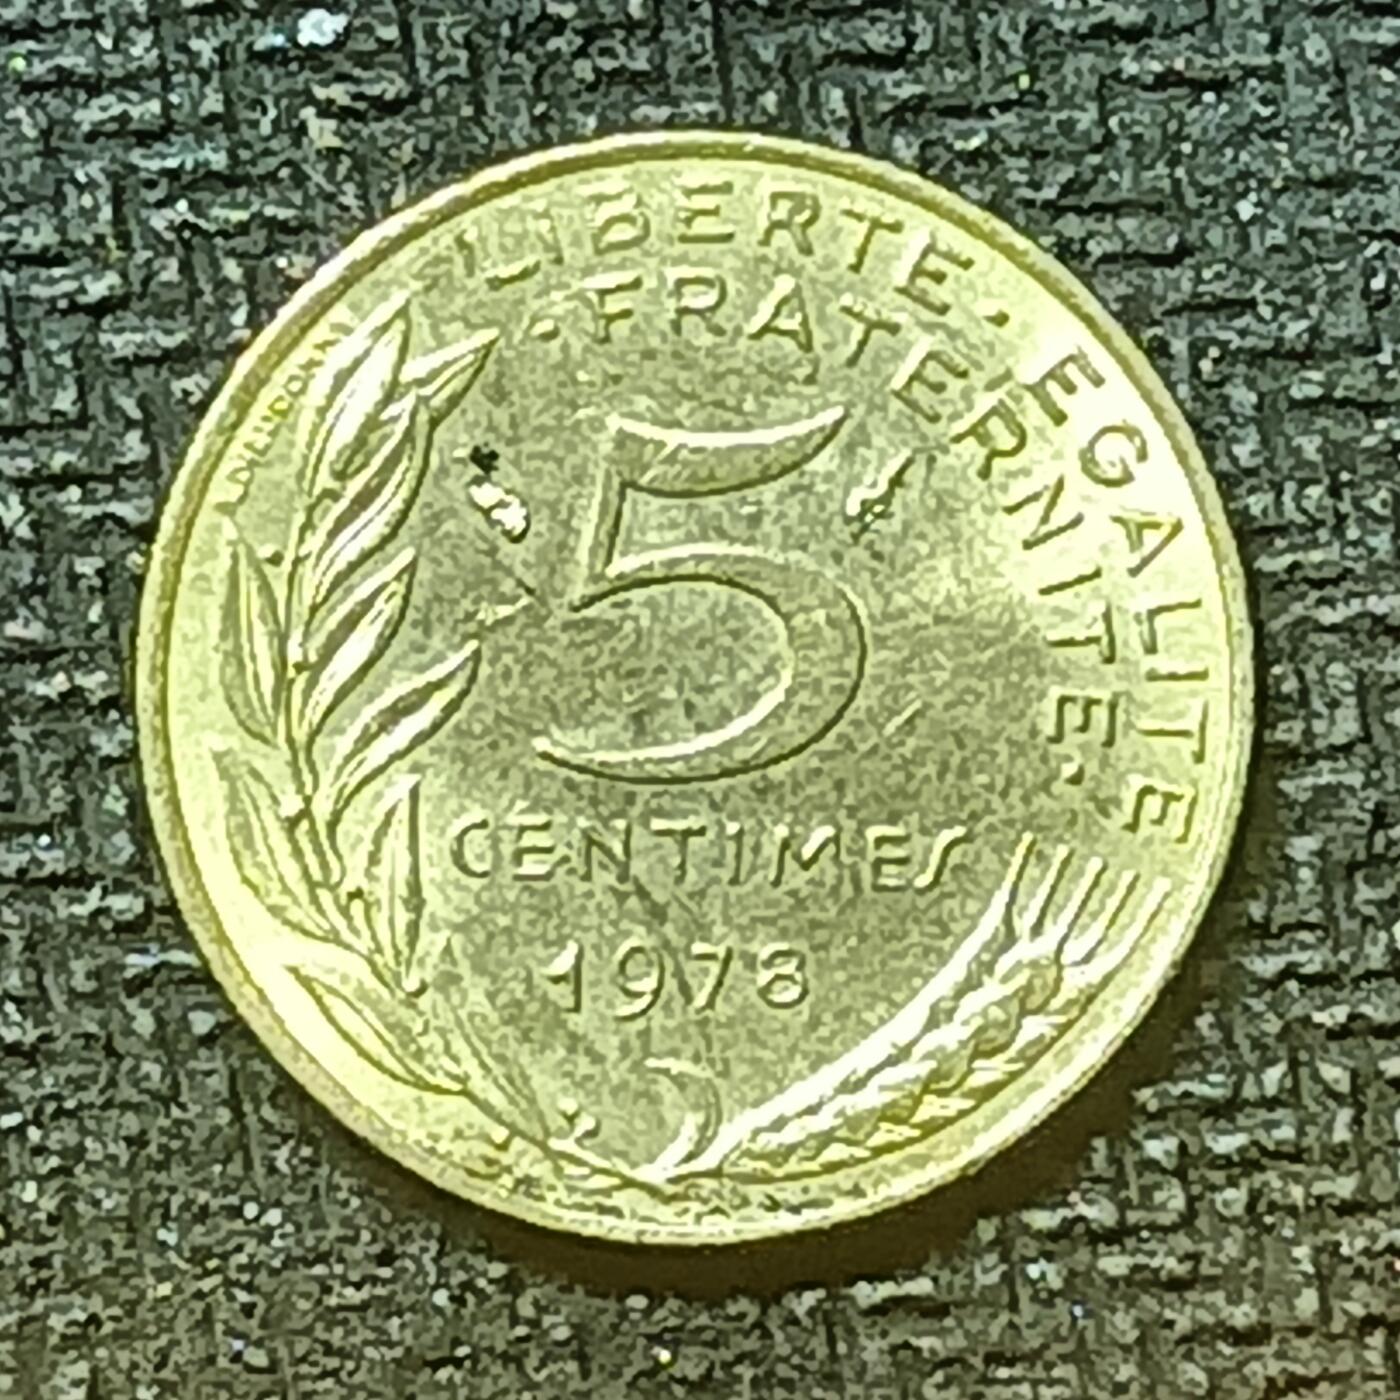 LIBERTE. EGALITE
·FRATERNITE.
5
CENTIMES
1978